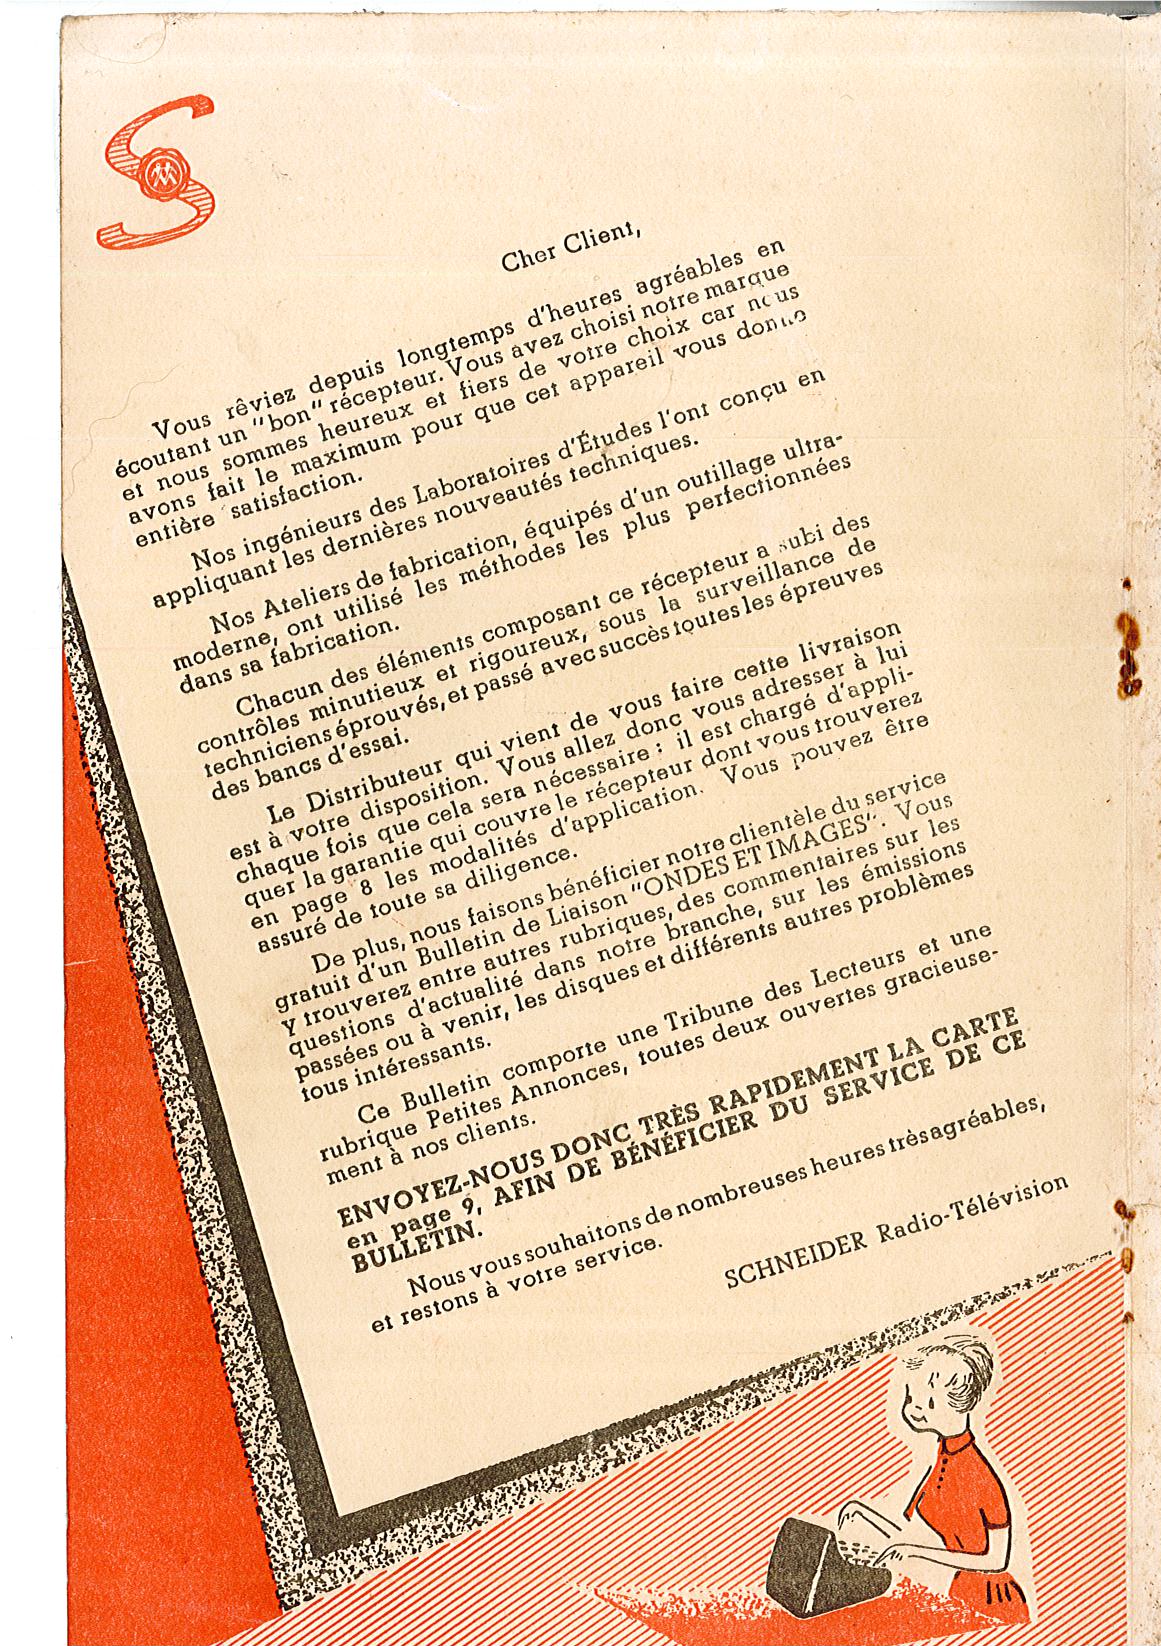 Cher Client,
Vous rêviez depuis longtemps d'heures agréables en
écoutant un "bon" récepteur. Vous avez choisi notre marque
et nous sommes heureux et fiers de votre choix car nous
avons fait le maximum pour que cet appareil vous donne
entière satisfaction.
Nos ingénieurs des Laboratoires d'Études l'ont conçu en
appliquant les dernières nouveautés techniques.
Nos Ateliers de fabrication, équipés d'un outillage ultra-
moderne, ont utilisé les méthodes les plus perfectionnées
dans sa fabrication.
Chacun des éléments composant ce récepteur a subi des
contrôles minutieux et rigoureux, sous la surveillance de
techniciens éprouvés, et passé avec succès toutes les épreuves
des bancs d'essai.
Le Distributeur qui vient de vous faire cette livraison
est à votre disposition. Vous allez donc vous adresser à lui
chaque fois que cela sera nécessaire : il est chargé d'appli-
quer la garantie qui couvre le récepteur dont vous trouverez
en page 8 les modalités d'application. Vous pouvez être
assuré de toute sa diligence.
De plus, nous faisons bénéficier notre clientèle du service
gratuit d'un Bulletin de Liaison "ONDES ET IMAGES". Vous
y trouverez entre autres rubriques, des commentaires sur les
questions d'actualité dans notre branche, sur les émissions
passées ou à venir, les disques et différents autres problèmes
tous intéressants.
Ce Bulletin comporte une Tribune des Lecteurs et une
rubrique Petites Annonces, toutes deux ouvertes gracieuse-
ment à nos clients.
ENVOYEZ-NOUS DONC TRÈS RAPIDEMENT LA CARTE
en page 9, AFIN DE BÉNÉFICIER DU SERVICE DE CE
BULLETIN.
Nous vous souhaitons de nombreuses heures très agréables,
et restons à votre service.
SCHNEIDER Radio-Télévision